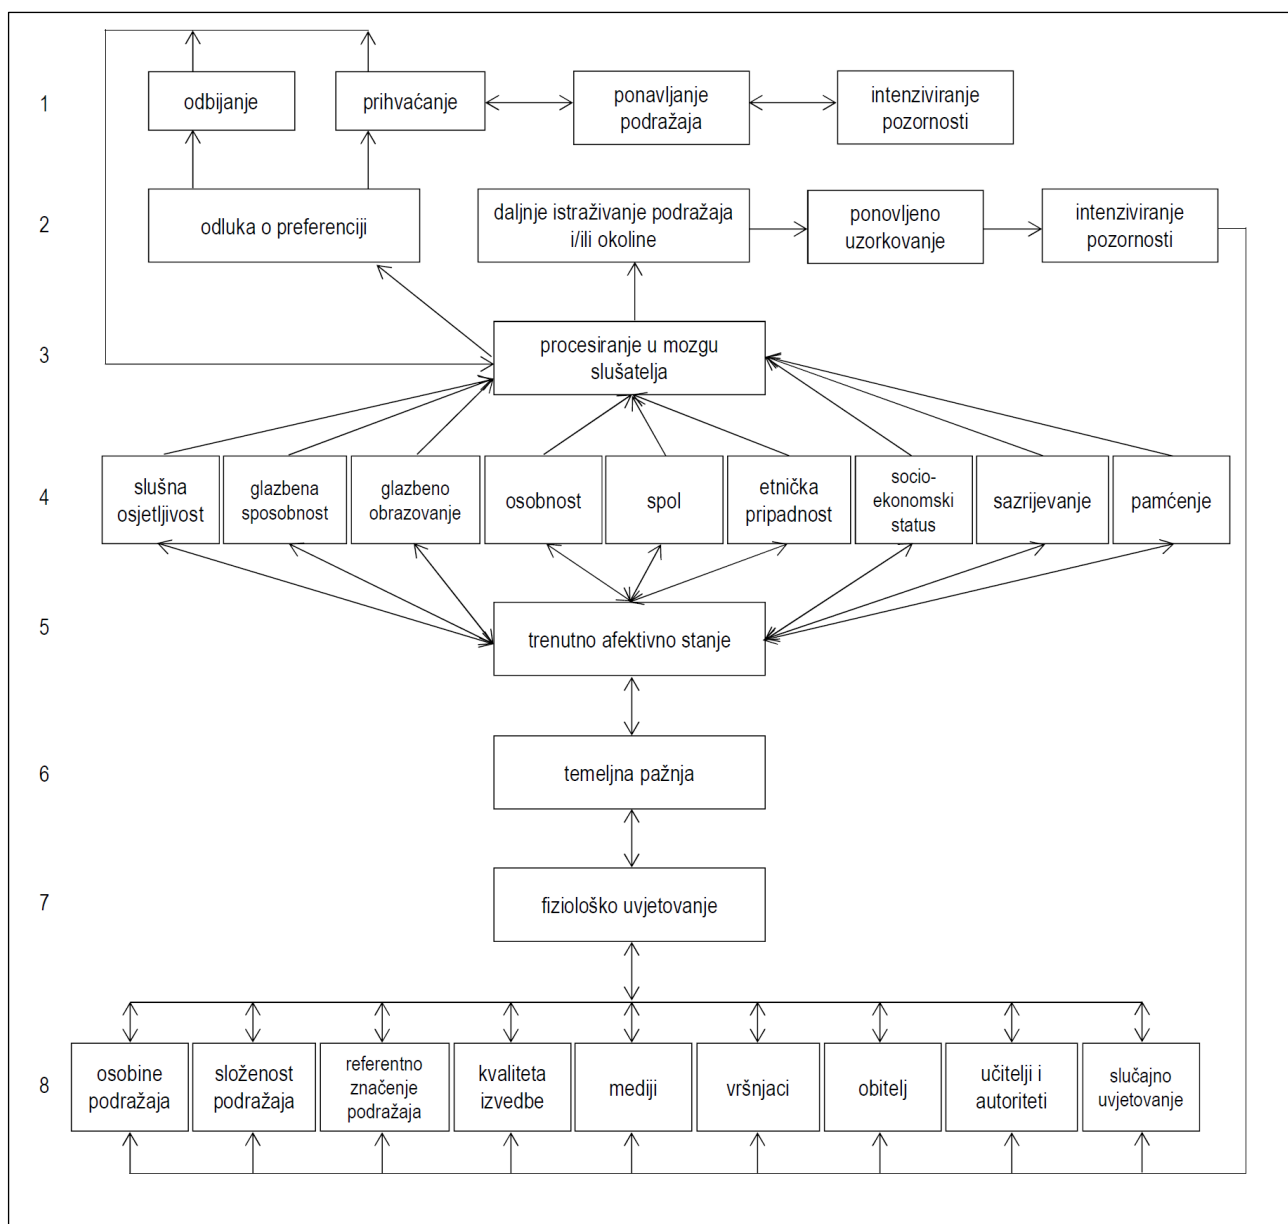 1
odbijanje
prihvaćanje
ponavljanje
podražaja
intenziviranje
pozornosti
2
odluka o preferenciji
daljnje istraživanje podražaja
i/ili okoline
ponovljeno
uzorkovanje
intenziviranje
pozornosti
3
procesiranje u mozgu
slušatelja
4
slušna
osjetljivost
glazbena
sposobnost
glazbeno
obrazovanje
osobnost
spol
etnička
pripadnost
socio-
ekonomski
status
sazrijevanje
pamćenje
5
trenutno afektivno stanje
6
temeljna pažnja
7
fiziološko uvjetovanje
8
osobine
podražaja
složenost
podražaja
referentno
značenje
podražaja
kvaliteta
izvedbe
mediji
vršnjaci
obitelj
učitelji i
autoriteti
slučajno
uvjetovanje